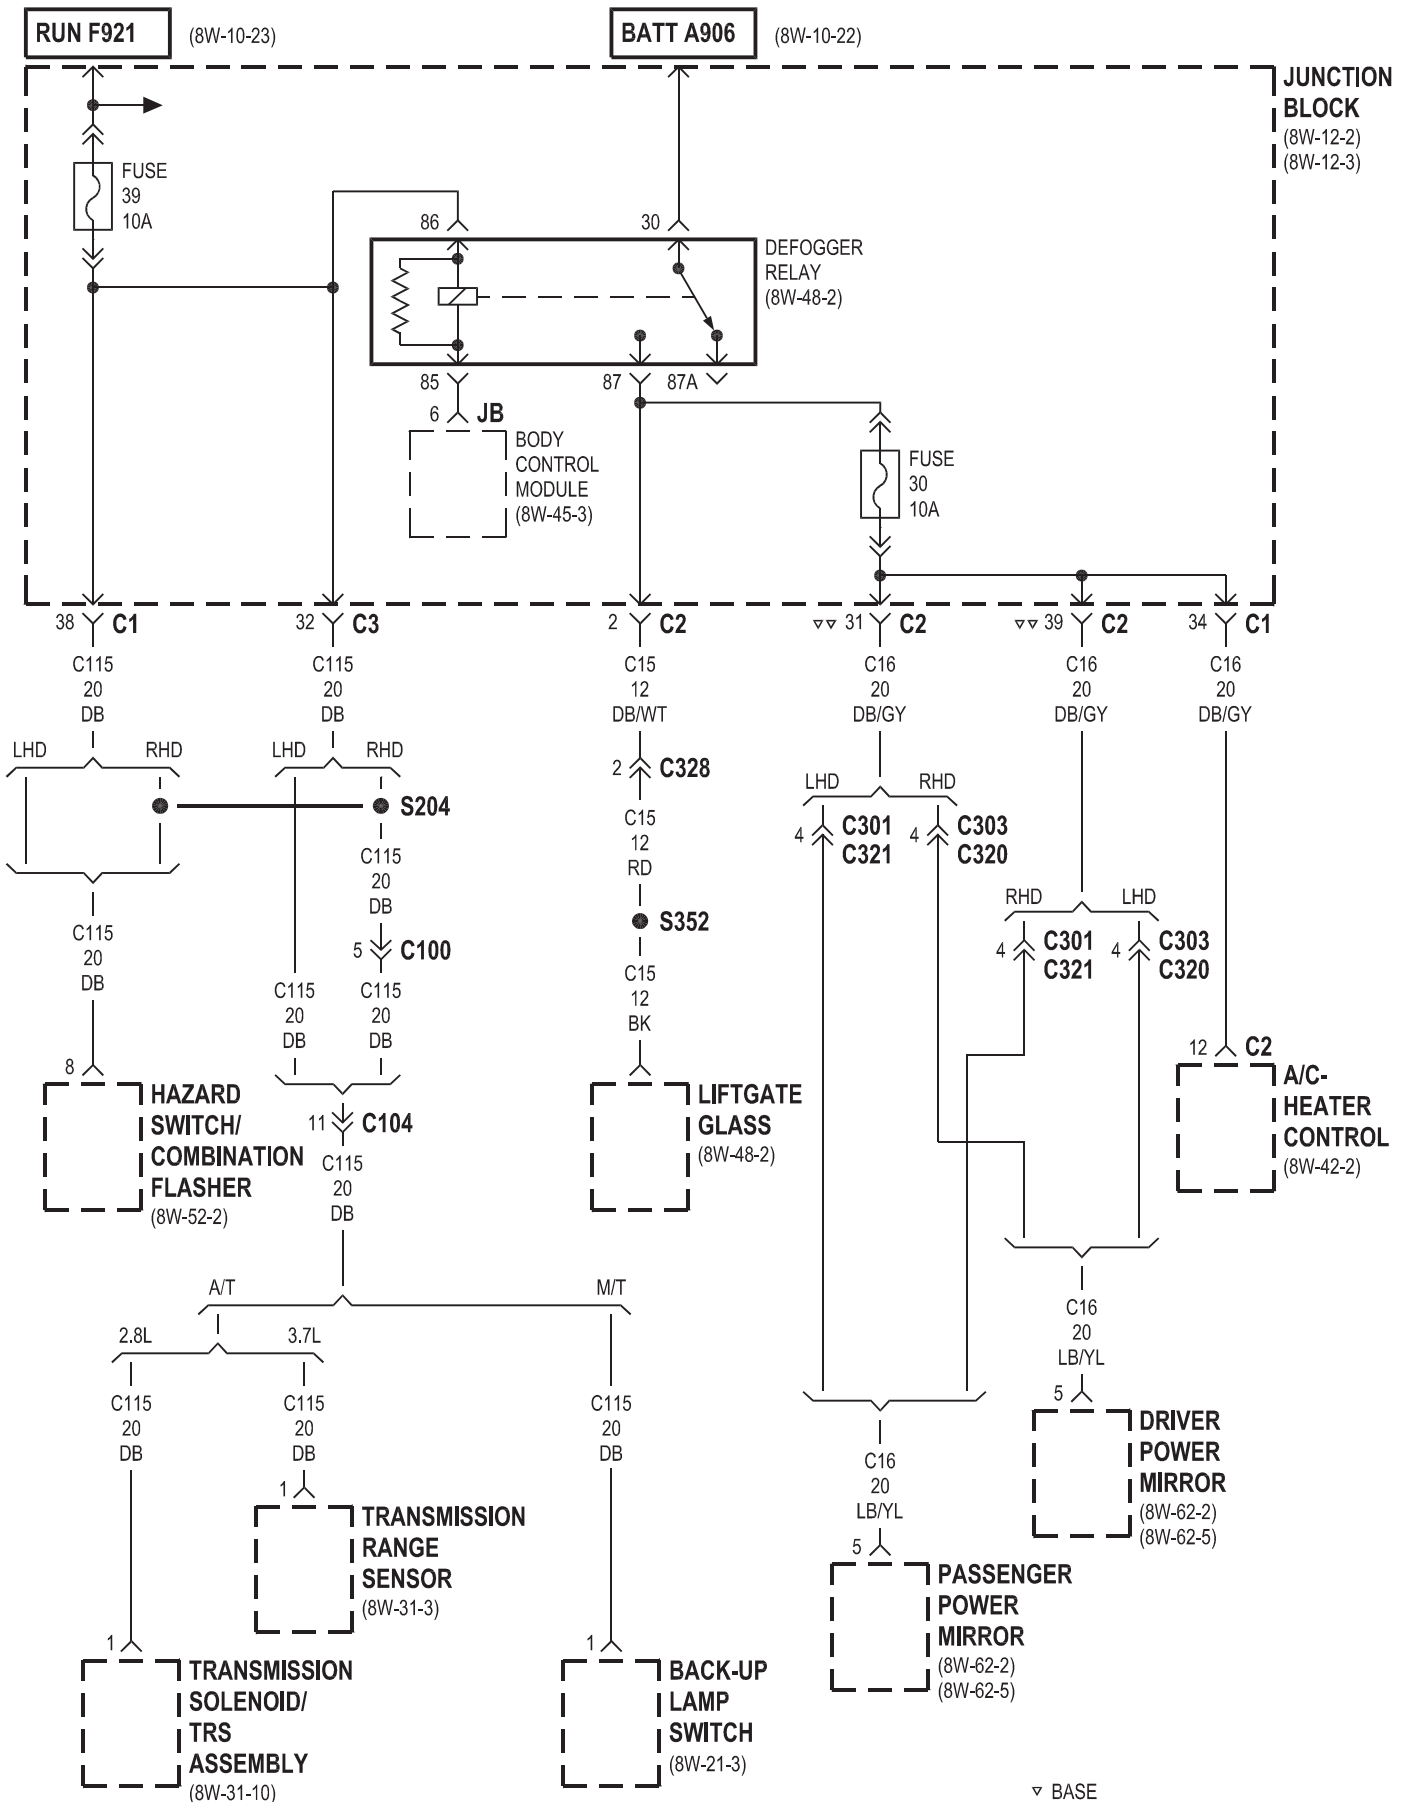 RUN F921
(8W-10-23)
BATT A906
(8W-10-22)
JUNCTION
BLOCK
(8W-12-2)
(8W-12-3)
FUSE
39
10A
86
30
DEFOGGER
RELAY
(8W-48-2)
85
87
87A
6
JB
BODY
CONTROL
MODULE
(8W-45-3)
FUSE
30
10A
38
C1
32
C3
2
C2
▿▿ 31
C2
▿▿ 39
C2
34
C1
C115
20
DB
C115
20
DB
C15
12
DB/WT
C16
20
DB/GY
C16
20
DB/GY
C16
20
DB/GY
LHD
RHD
LHD
RHD
S204
2
C328
LHD
RHD
4
C301
C321
4
C303
C320
C115
20
DB
C15
12
RD
S352
RHD
LHD
4
C301
C321
4
C303
C320
C115
20
DB
5
C100
C115
20
DB
C115
20
DB
C15
12
BK
8
HAZARD
SWITCH/
COMBINATION
FLASHER
(8W-52-2)
11
C104
C115
20
DB
LIFTGATE
GLASS
(8W-48-2)
12
C2
A/C-
HEATER
CONTROL
(8W-42-2)
A/T
M/T
2.8L
3.7L
C115
20
DB
C115
20
DB
C115
20
DB
C16
20
LB/YL
5
DRIVER
POWER
MIRROR
(8W-62-2)
(8W-62-5)
C16
20
LB/YL
5
PASSENGER
POWER
MIRROR
(8W-62-2)
(8W-62-5)
1
TRANSMISSION
RANGE
SENSOR
(8W-31-3)
1
TRANSMISSION
SOLENOID/
TRS
ASSEMBLY
(8W-31-10)
1
BACK-UP
LAMP
SWITCH
(8W-21-3)
▿ BASE